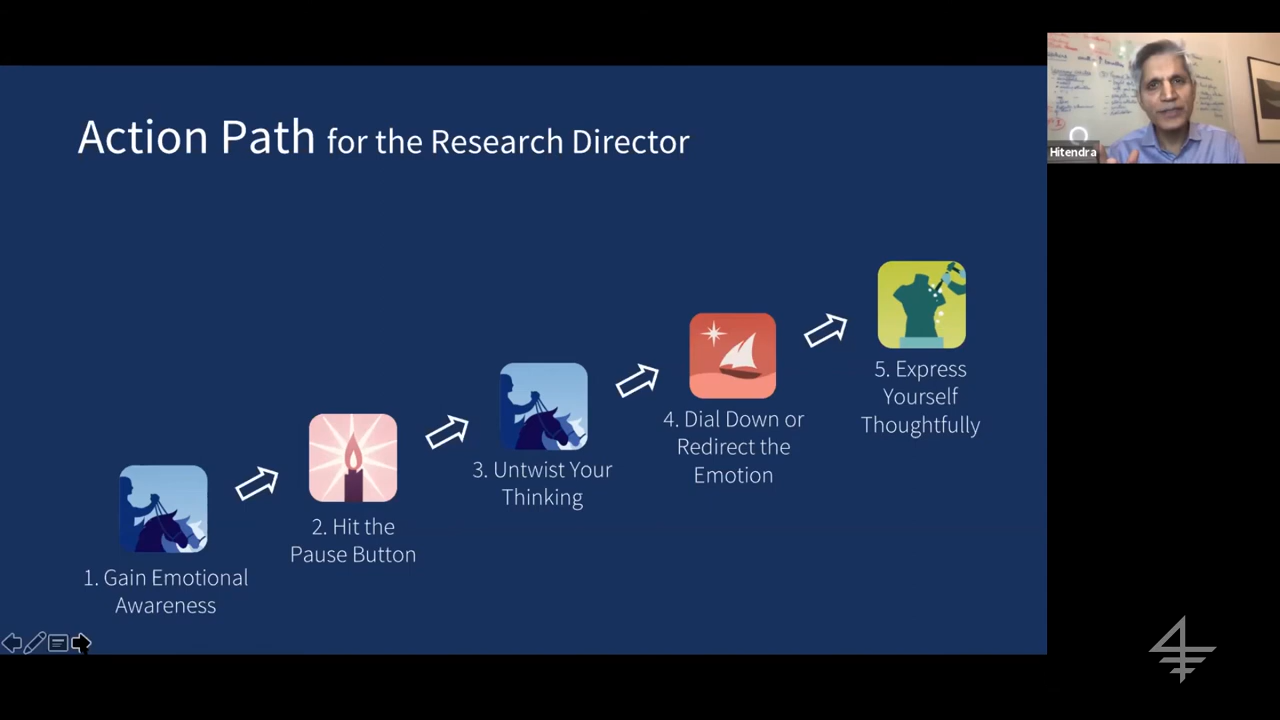 Action Path for the Research Director
Hitendra
5. Express
Yourself
Thoughtfully
4. Dial Down or
Redirect the
Emotion
3. Untwist Your
Thinking
2. Hit the
Pause Button
1. Gain Emotional
Awareness